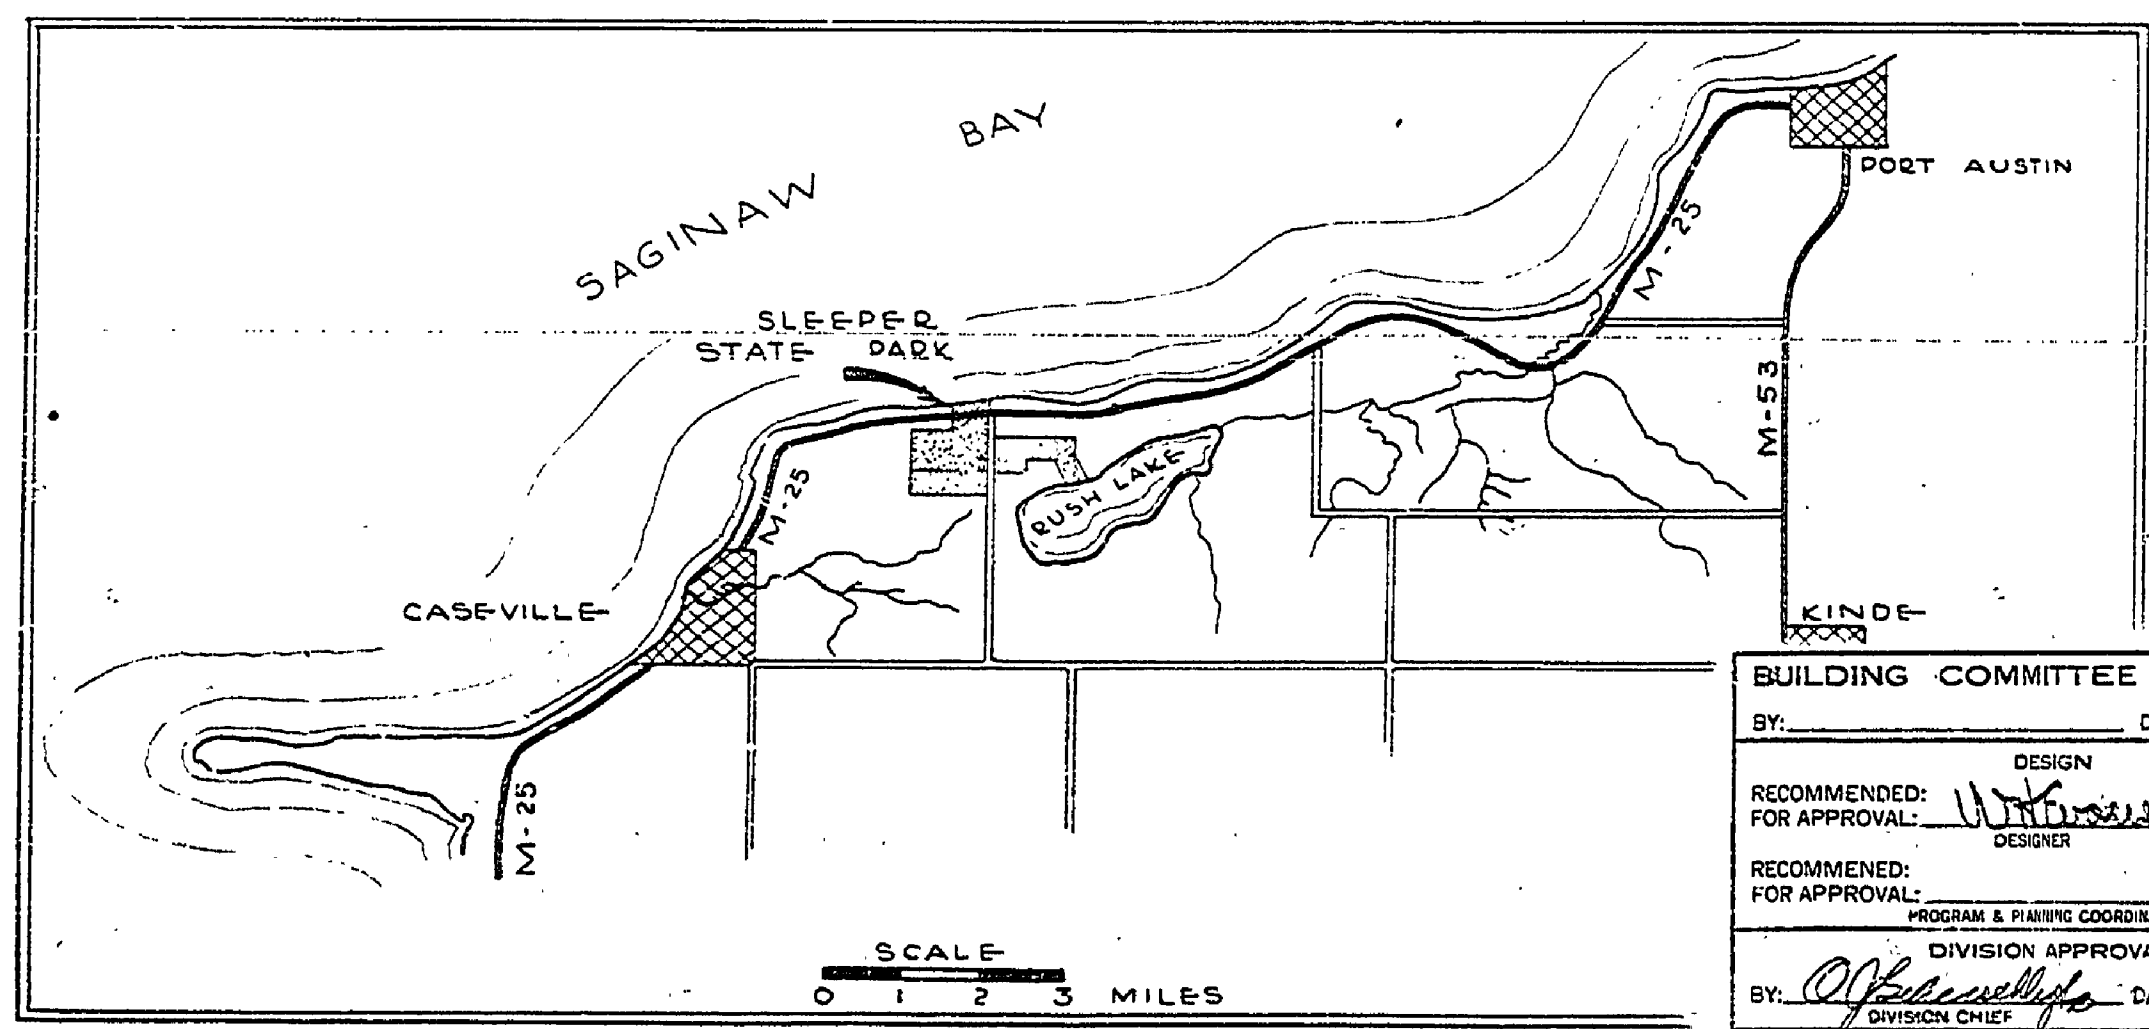 BAY
SAGINAW
PORT AUSTIN
M-25
SLEEPER
STATE PARK
M-53
M-25
RUSH LAKE
CASEVILLE
KINDE
M-25
SCALE
0 1 2 3 MILES
BUILDING COMMITTEE
BY:
DESIGN
RECOMMENDED:
FOR APPROVAL:
DESIGNER
RECOMMENED:
FOR APPROVAL:
PROGRAM & PLANNING
DIVISION
BY:
DIVISION CHIEF